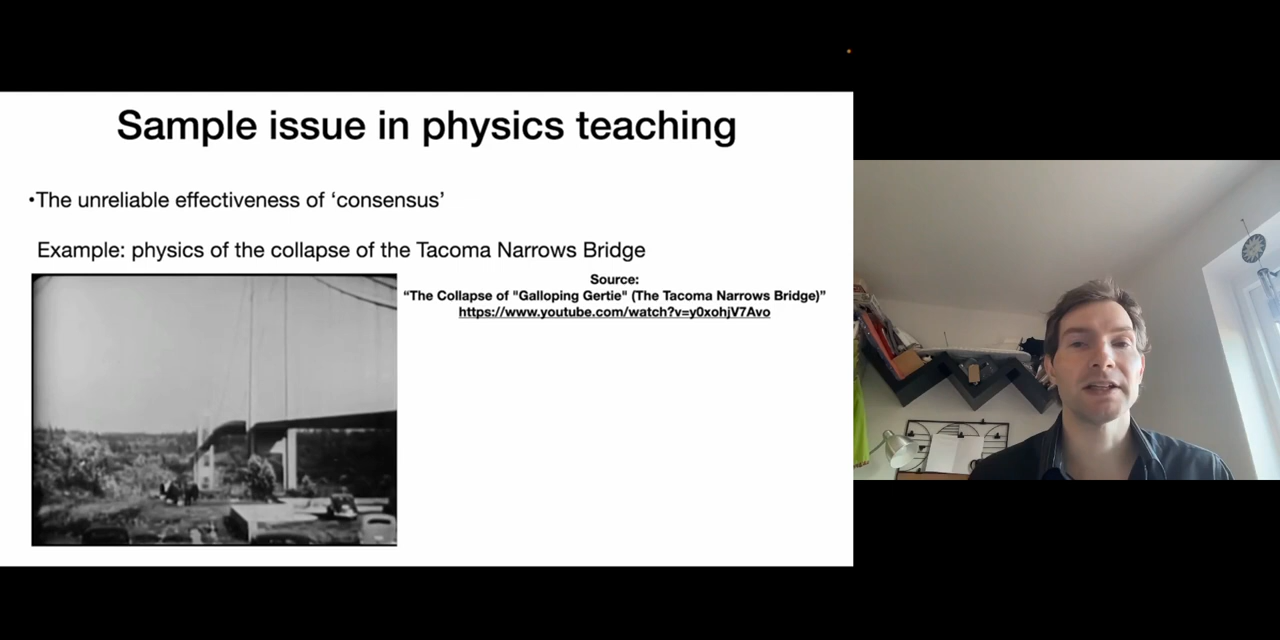 Sample issue in physics teaching
•The unreliable effectiveness of ‘consensus’
Example: physics of the collapse of the Tacoma Narrows Bridge
Source:
“The Collapse of "Galloping Gertie" (The Tacoma Narrows Bridge)”
https://www.youtube.com/watch?v=y0xohjV7Avo